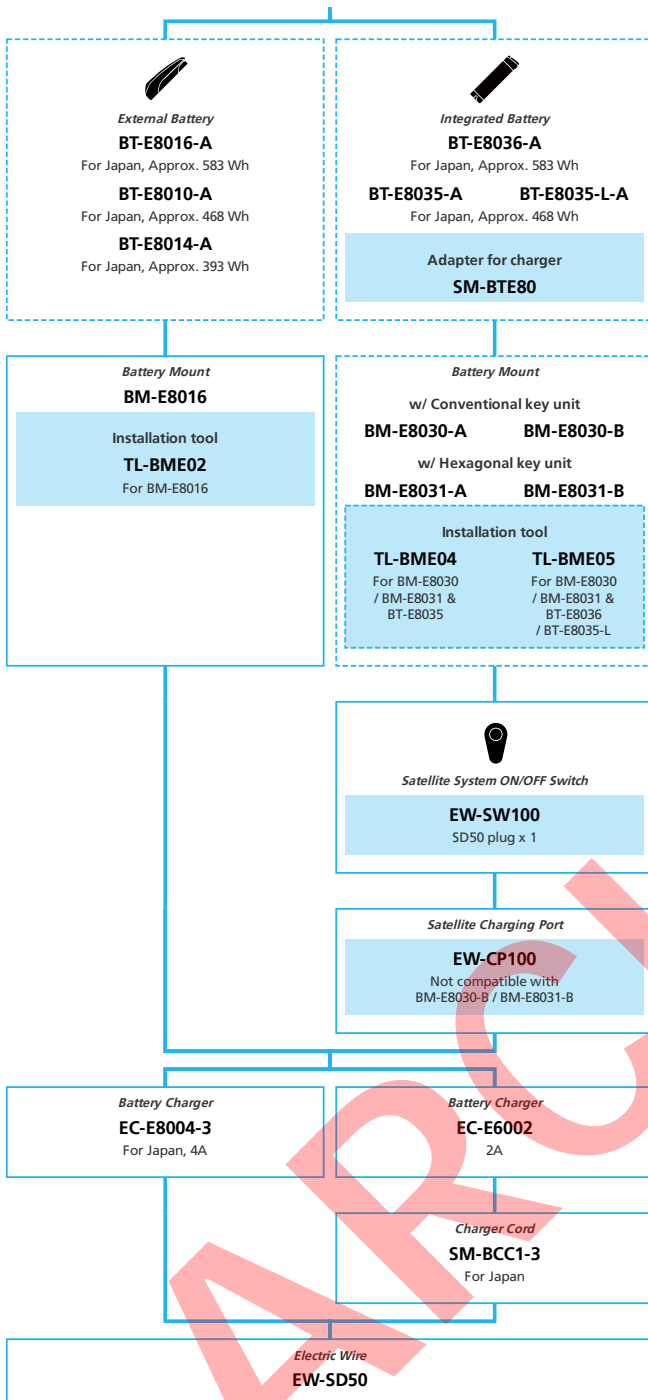 External Battery
BT-E8016-A
For Japan, Approx. 583 Wh
BT-E8010-A
For Japan, Approx. 468 Wh
BT-E8014-A
For Japan, Approx. 393 Wh
Integrated Battery
BT-E8036-A
For Japan, Approx. 583 Wh
BT-E8035-A BT-E8035-L-A
For Japan, Approx. 468 Wh
Adapter for charger
SM-BTE80
Battery Mount
BM-E8016
Installation tool
TL-BME02
For BM-E8016
Battery Mount
w/ Conventional key unit
BM-E8030-A BM-E8030-B
w/ Hexagonal key unit
BM-E8031-A BM-E8031-B
Installation tool
TL-BME04
For BM-E8030
/ BM-E8031 &
BT-E8035
TL-BME05
For BM-E8030
/ BM-E8031 &
BT-E8036
/ BT-E8035-L
Satellite System ON/OFF Switch
EW-SW100
SD50 plug x 1
Satellite Charging Port
EW-CP100
Not compatible with
BM-E8030-B / BM-E8031-B
Battery Charger
EC-E8004-3
For Japan, 4A
Battery Charger
EC-E6002
2A
Charger Cord
SM-BCC1-3
For Japan
Electric Wire
EW-SD50